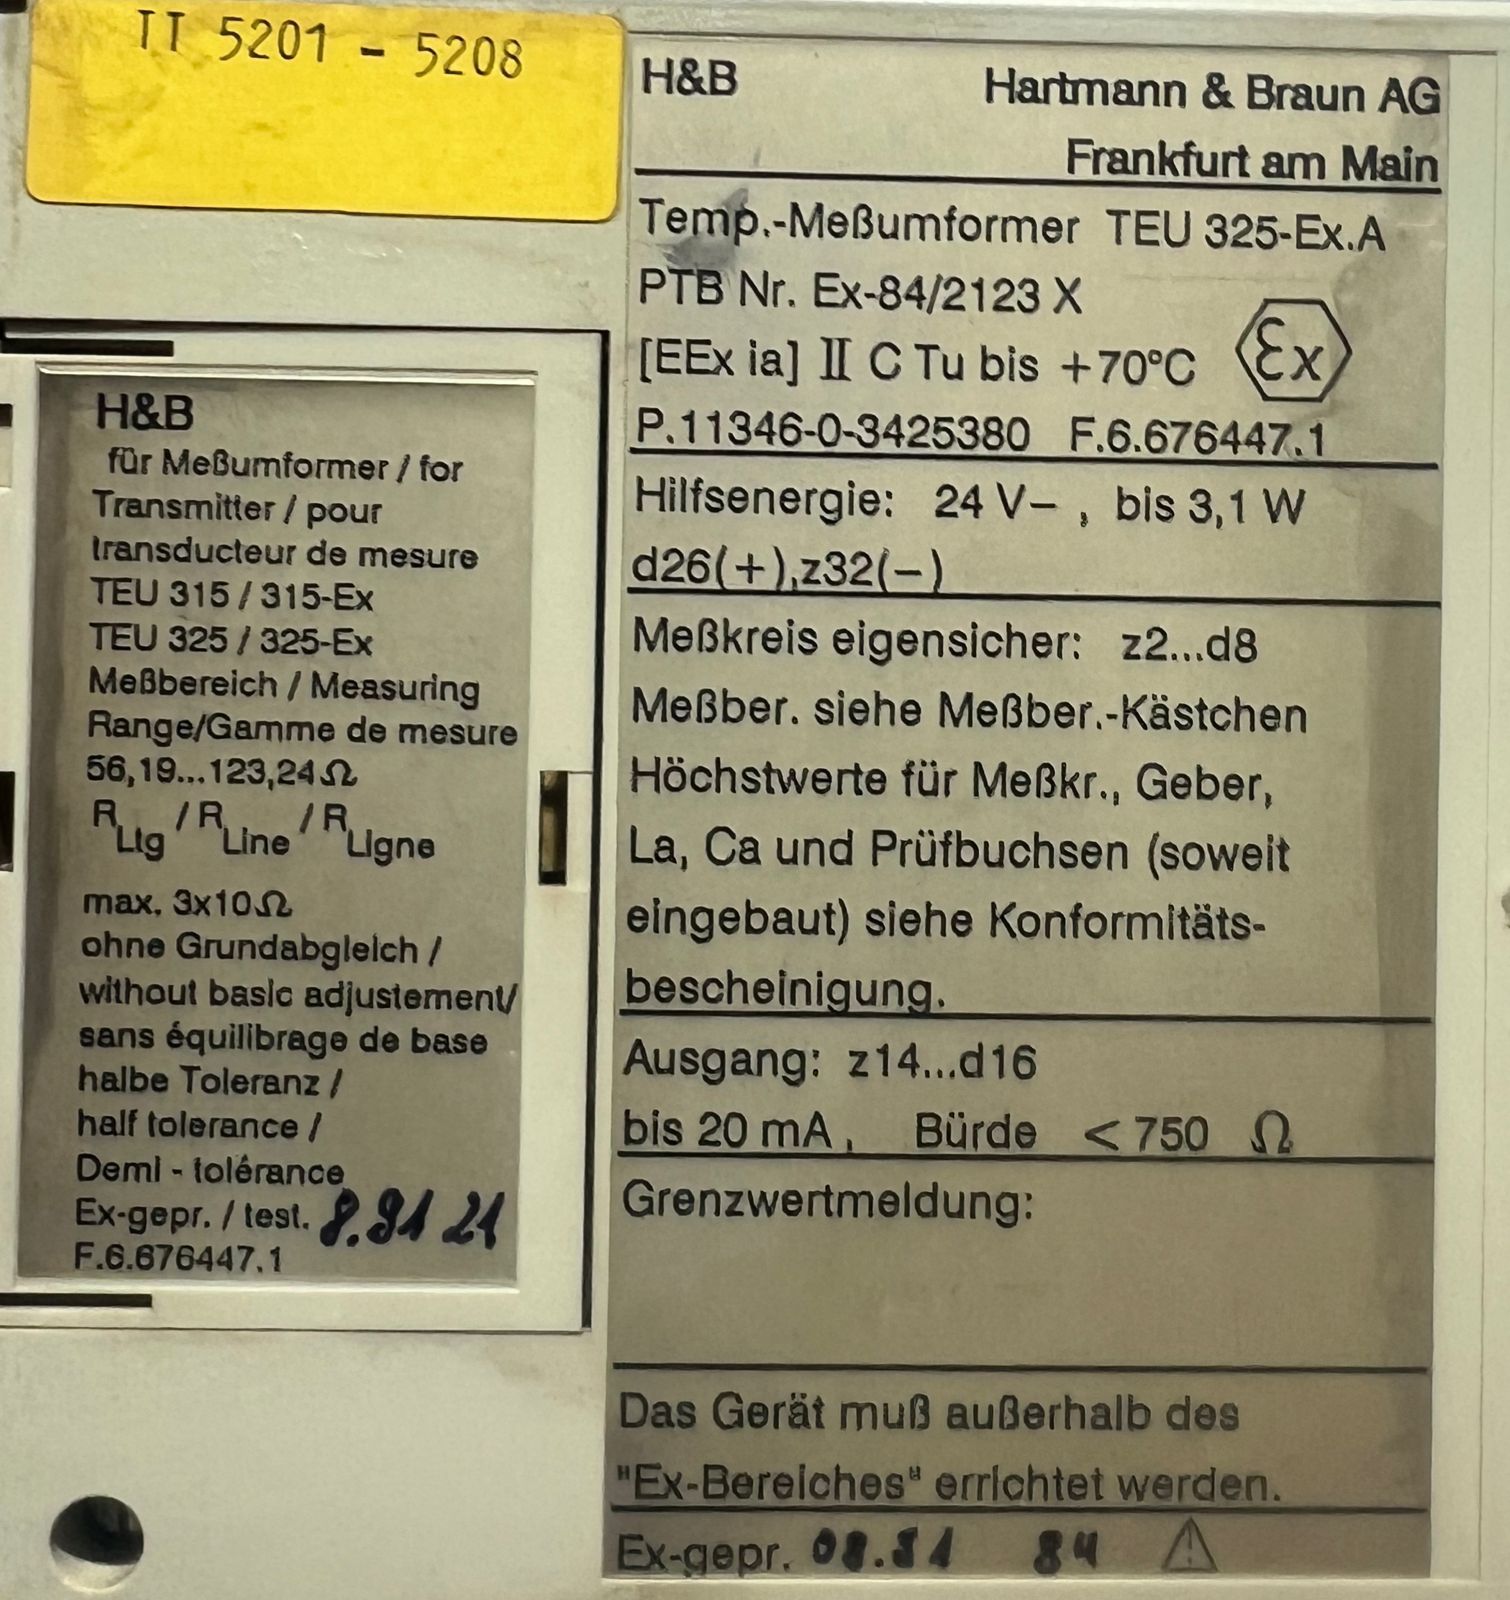 TT 5201 - 5208
H&B
für Meßumformer / for
Transmitter / pour
transducteur de mesure
TEU 315 / 315-Ex
TEU 325 / 325-Ex
Meßbereich / Measuring
Range/Gamme de mesure
56,19...123,24 Ω
R Ltg / R Line / R Ligne
max. 3x10 Ω
ohne Grundabgleich /
without basic adjustement/
sans équilibrage de base
halbe Toleranz /
half tolerance /
Demi - tolérance
Ex-gepr. / test. 8.91 21
F.6.676447.1
H&B Hartmann & Braun AG
Frankfurt am Main
Temp.-Meßumformer TEU 325-Ex.A
PTB Nr. Ex-84/2123 X
[EEx ia] II C Tu bis +70°C Ex
P.11346-0-3425380 F.6.676447.1
Hilfsenergie: 24 V– , bis 3,1 W
d26(+),z32(–)
Meßkreis eigensicher: z2...d8
Meßber. siehe Meßber.-Kästchen
Höchstwerte für Meßkr., Geber,
La, Ca und Prüfbuchsen (soweit
eingebaut) siehe Konformitäts-
bescheinigung.
Ausgang: z14...d16
bis 20 mA, Bürde < 750 Ω
Grenzwertmeldung:
Das Gerät muß außerhalb des
"Ex-Bereiches" errichtet werden.
Ex-gepr.